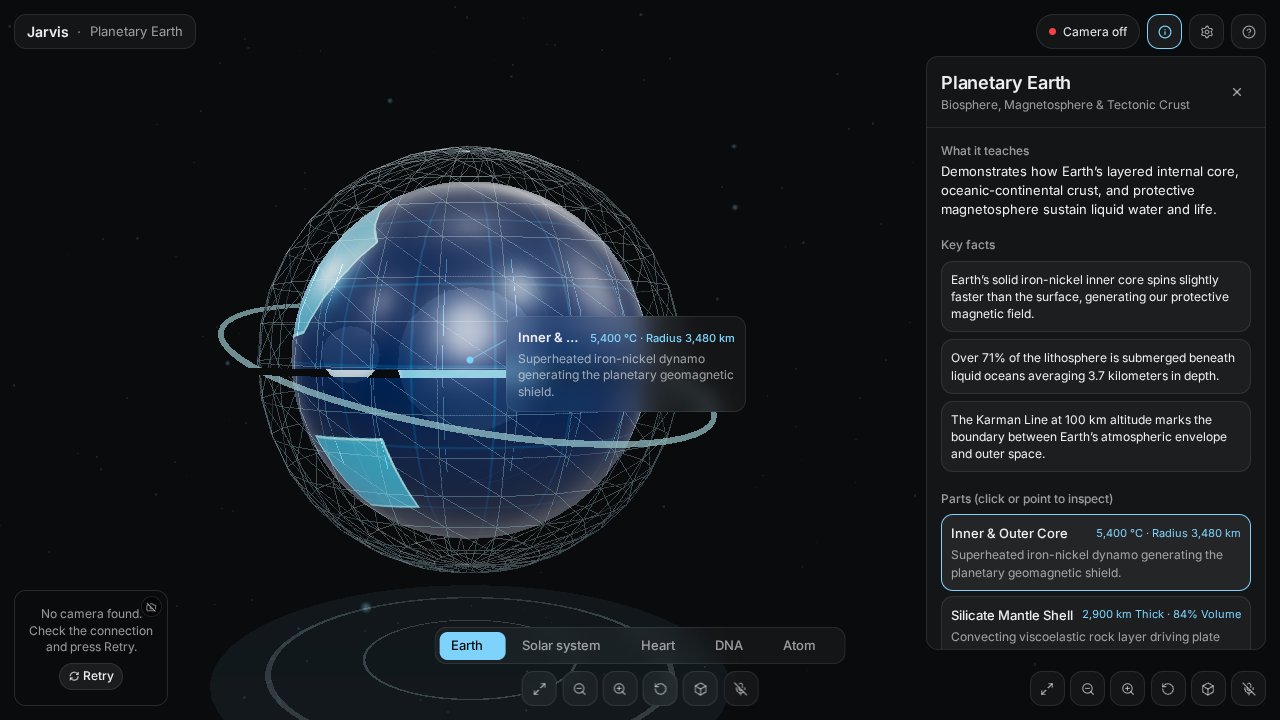 Jarvis · Planetary Earth
Camera off
Planetary Earth
Biosphere, Magnetosphere & Tectonic Crust
What it teaches
Demonstrates how Earth's layered internal core,
oceanic-continental crust, and protective
magnetosphere sustain liquid water and life.
Key facts
Earth's solid iron-nickel inner core spins slightly
faster than the surface, generating our protective
magnetic field.
Over 71% of the lithosphere is submerged beneath
liquid oceans averaging 3.7 kilometers in depth.
The Karman Line at 100 km altitude marks the
boundary between Earth's atmospheric envelope
and outer space.
Parts (click or point to inspect)
Inner & Outer Core 5,400 °C · Radius 3,480 km
Superheated iron-nickel dynamo generating the
planetary geomagnetic shield.
Silicate Mantle Shell 2,900 km Thick · 84% Volume
Convecting viscoelastic rock layer driving plate
Inner & ... 5,400 °C · Radius 3,480 km
Superheated iron-nickel dynamo
generating the planetary geomagnetic
shield.
No camera found.
Check the connection
and press Retry.
Retry
Earth Solar system Heart DNA Atom